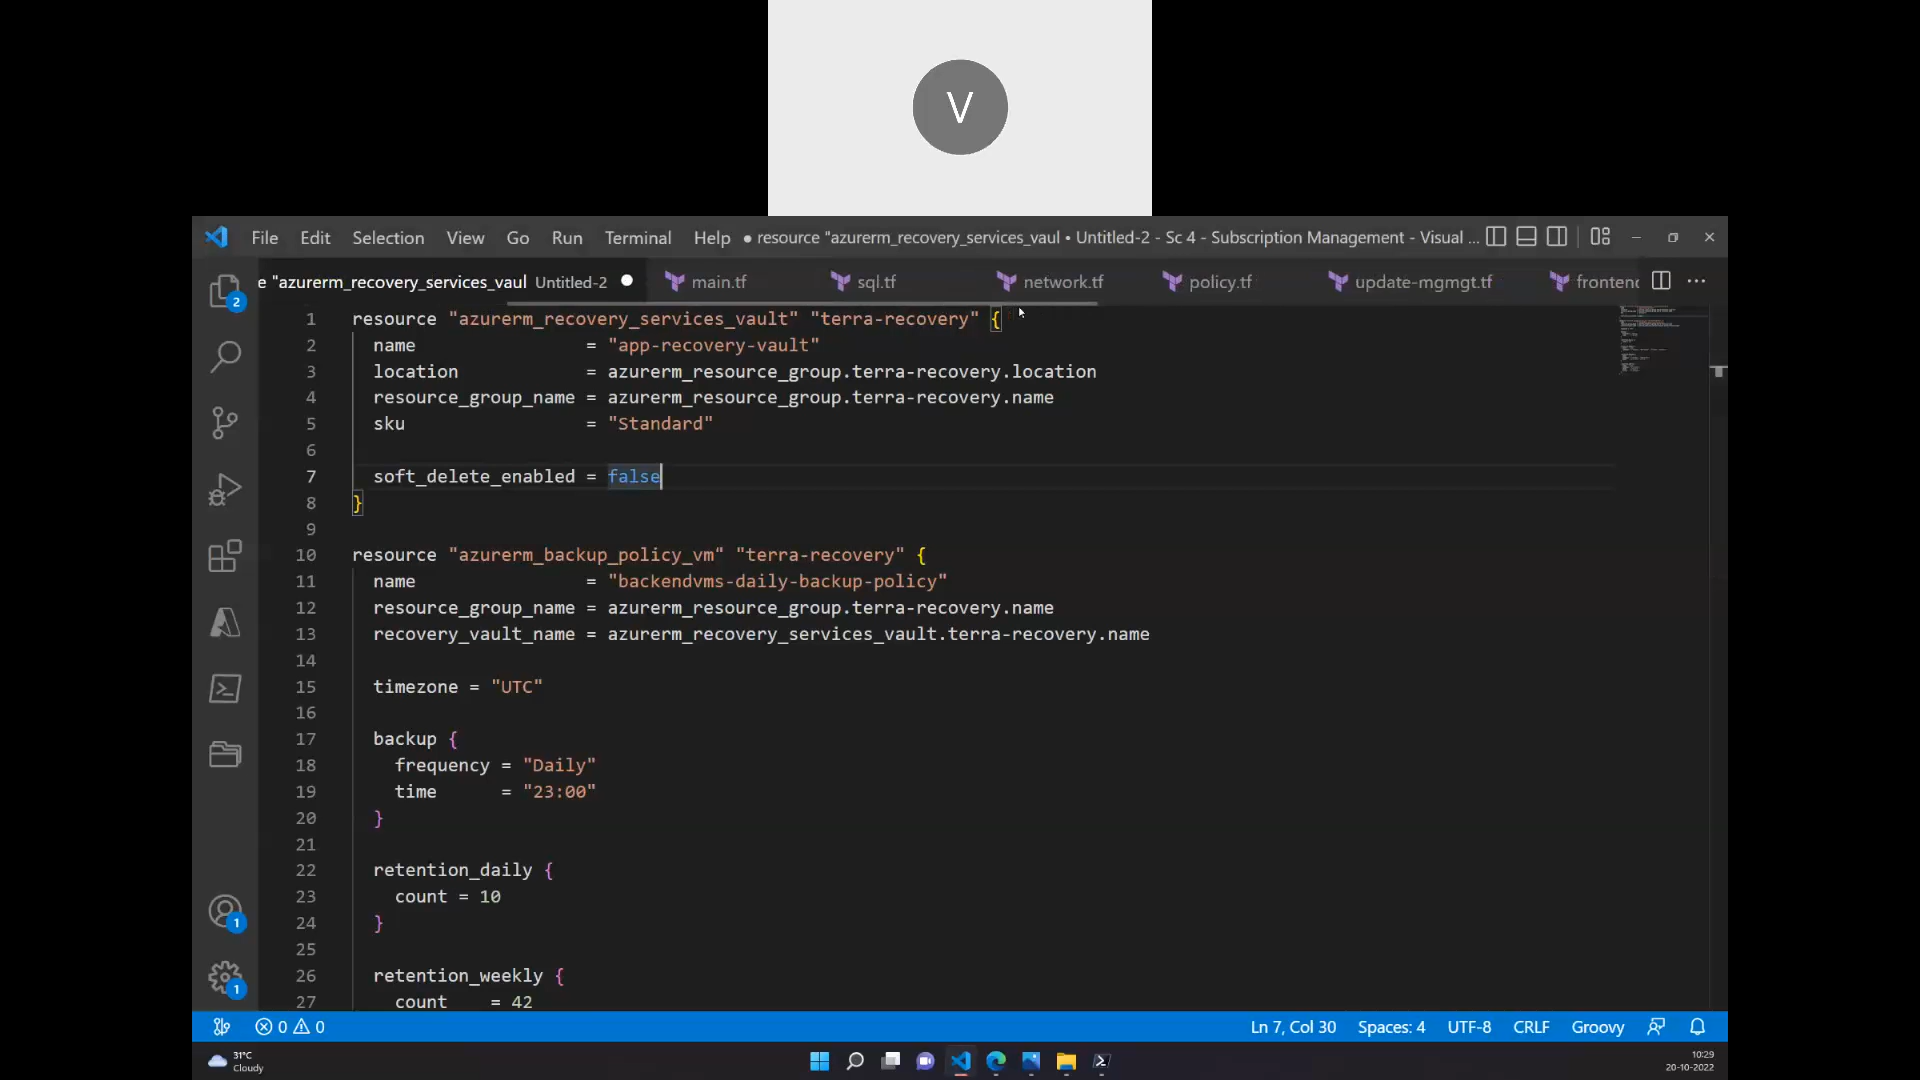 V
File Edit Selection View Go Run Terminal Help ● resource "azurerm_recovery_services_vaul • Untitled-2 - Sc 4 - Subscription Management - Visual ...
e "azurerm_recovery_services_vaul Untitled-2 ● main.tf sql.tf network.tf policy.tf update-mgmgt.tf frontend
1 resource "azurerm_recovery_services_vault" "terra-recovery" {
2 name = "app-recovery-vault"
3 location = azurerm_resource_group.terra-recovery.location
4 resource_group_name = azurerm_resource_group.terra-recovery.name
5 sku = "Standard"
6
7 soft_delete_enabled = false
8 }
9
10 resource "azurerm_backup_policy_vm" "terra-recovery" {
11 name = "backendvms-daily-backup-policy"
12 resource_group_name = azurerm_resource_group.terra-recovery.name
13 recovery_vault_name = azurerm_recovery_services_vault.terra-recovery.name
14
15 timezone = "UTC"
16
17 backup {
18 frequency = "Daily"
19 time = "23:00"
20 }
21
22 retention_daily {
23 count = 10
24 }
25
26 retention_weekly {
27 count = 42
2
1
1
0 0 Ln 7, Col 30 Spaces: 4 UTF-8 CRLF Groovy
31°C
Cloudy
10:29
20-10-2022